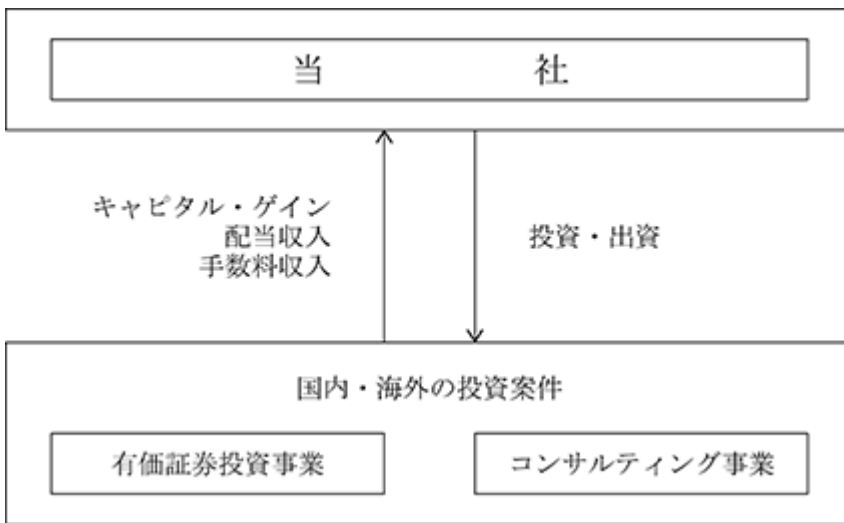 当 社
キャピタル・ゲイン
配当収入
手数料収入
投資・出資
国内・海外の投資案件
有価証券投資事業
コンサルティング事業